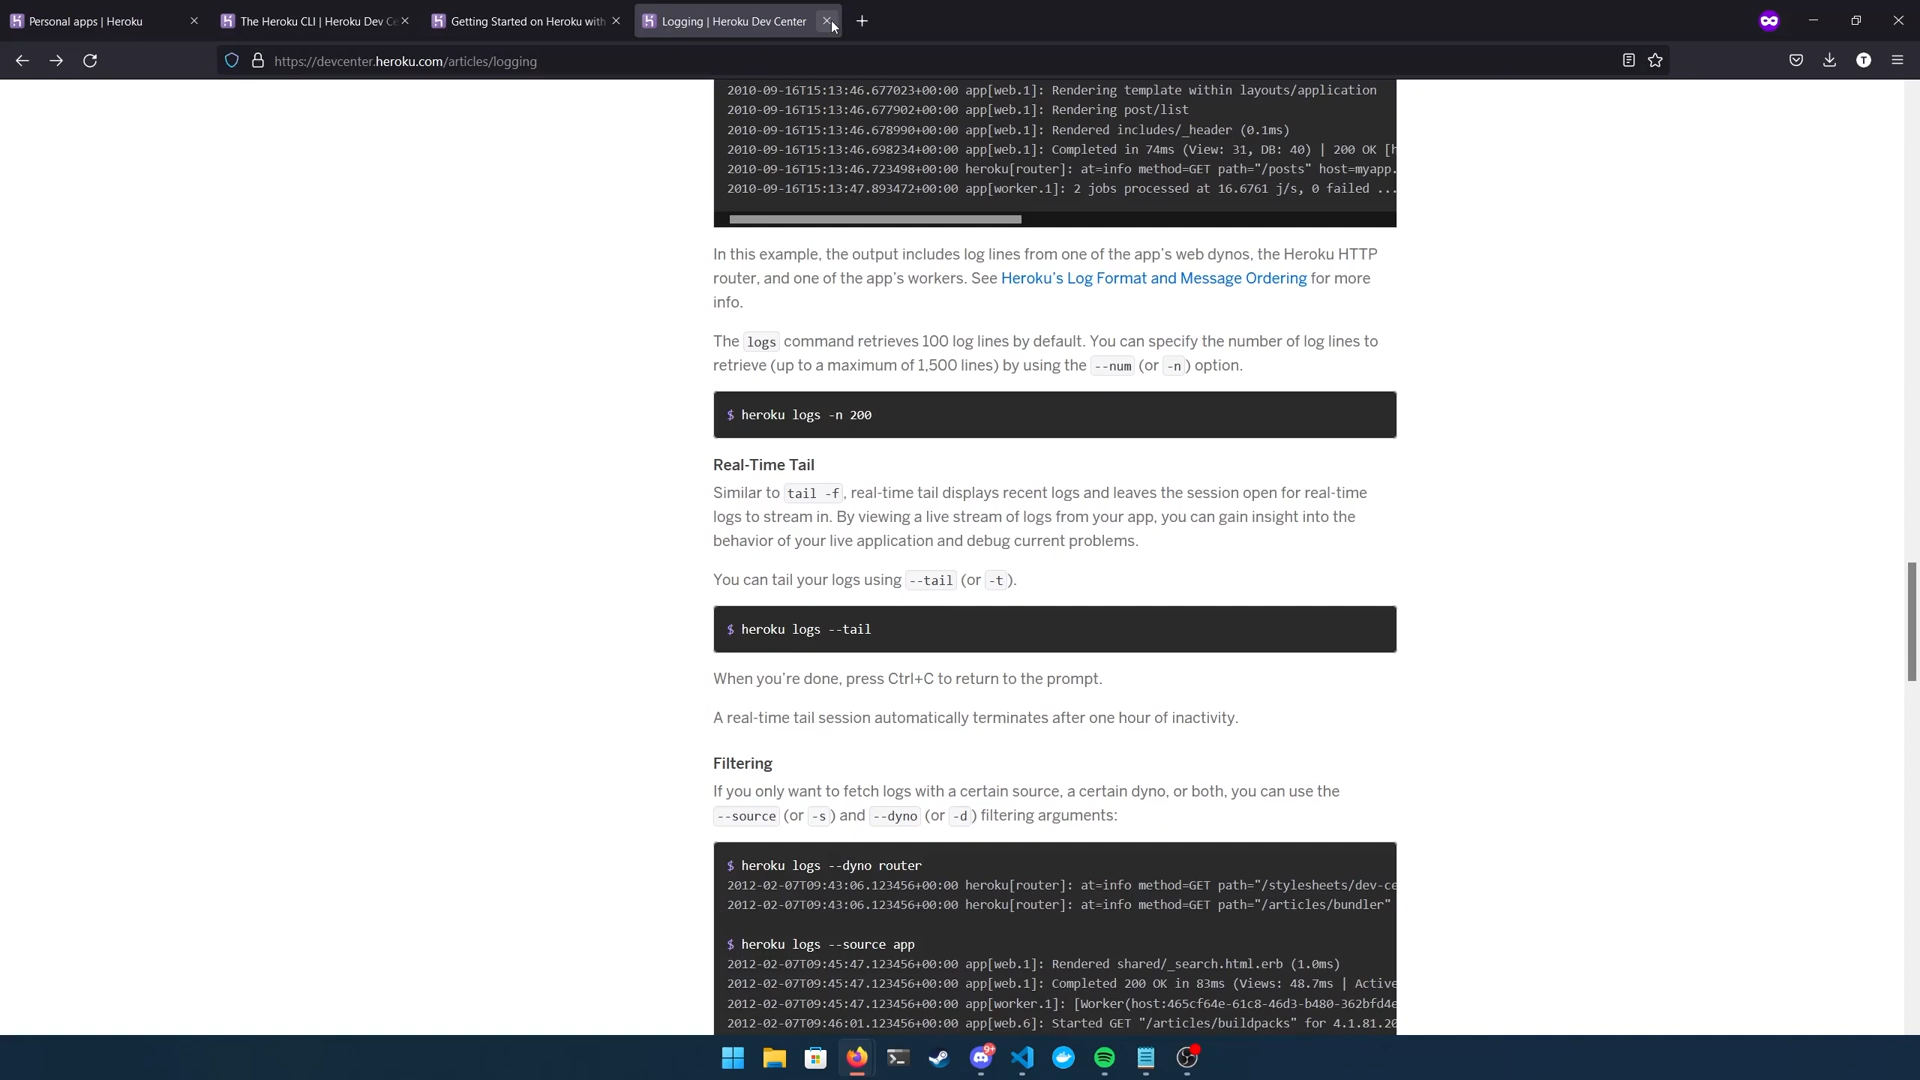 Personal apps | Heroku
The Heroku CLI | Heroku Dev Ce
Getting Started on Heroku with
Logging | Heroku Dev Center
https://devcenter.heroku.com/articles/logging
T
2010-09-16T15:13:46.677023+00:00 app[web.1]: Rendering template within layouts/application
2010-09-16T15:13:46.677902+00:00 app[web.1]: Rendering post/list
2010-09-16T15:13:46.678990+00:00 app[web.1]: Rendered includes/_header (0.1ms)
2010-09-16T15:13:46.698234+00:00 app[web.1]: Completed in 74ms (View: 31, DB: 40) | 200 OK [h
2010-09-16T15:13:46.723498+00:00 heroku[router]: at=info method=GET path="/posts" host=myapp.
2010-09-16T15:13:47.893472+00:00 app[worker.1]: 2 jobs processed at 16.6761 j/s, 0 failed ...
In this example, the output includes log lines from one of the app’s web dynos, the Heroku HTTP
router, and one of the app’s workers. See Heroku’s Log Format and Message Ordering for more
info.
The logs command retrieves 100 log lines by default. You can specify the number of log lines to
retrieve (up to a maximum of 1,500 lines) by using the --num (or -n) option.
$ heroku logs -n 200
Real-Time Tail
Similar to tail -f, real-time tail displays recent logs and leaves the session open for real-time
logs to stream in. By viewing a live stream of logs from your app, you can gain insight into the
behavior of your live application and debug current problems.
You can tail your logs using --tail (or -t).
$ heroku logs --tail
When you’re done, press Ctrl+C to return to the prompt.
A real-time tail session automatically terminates after one hour of inactivity.
Filtering
If you only want to fetch logs with a certain source, a certain dyno, or both, you can use the
--source (or -s) and --dyno (or -d) filtering arguments:
$ heroku logs --dyno router
2012-02-07T09:43:06.123456+00:00 heroku[router]: at=info method=GET path="/stylesheets/dev-ce
2012-02-07T09:43:06.123456+00:00 heroku[router]: at=info method=GET path="/articles/bundler"
$ heroku logs --source app
2012-02-07T09:45:47.123456+00:00 app[web.1]: Rendered shared/_search.html.erb (1.0ms)
2012-02-07T09:45:47.123456+00:00 app[web.1]: Completed 200 OK in 83ms (Views: 48.7ms | Active
2012-02-07T09:45:47.123456+00:00 app[worker.1]: [Worker(host:465cf64e-61c8-46d3-b480-362bfd4e
2012-02-07T09:46:01.123456+00:00 app[web.6]: Started GET "/articles/buildpacks" for 4.1.81.20
9+